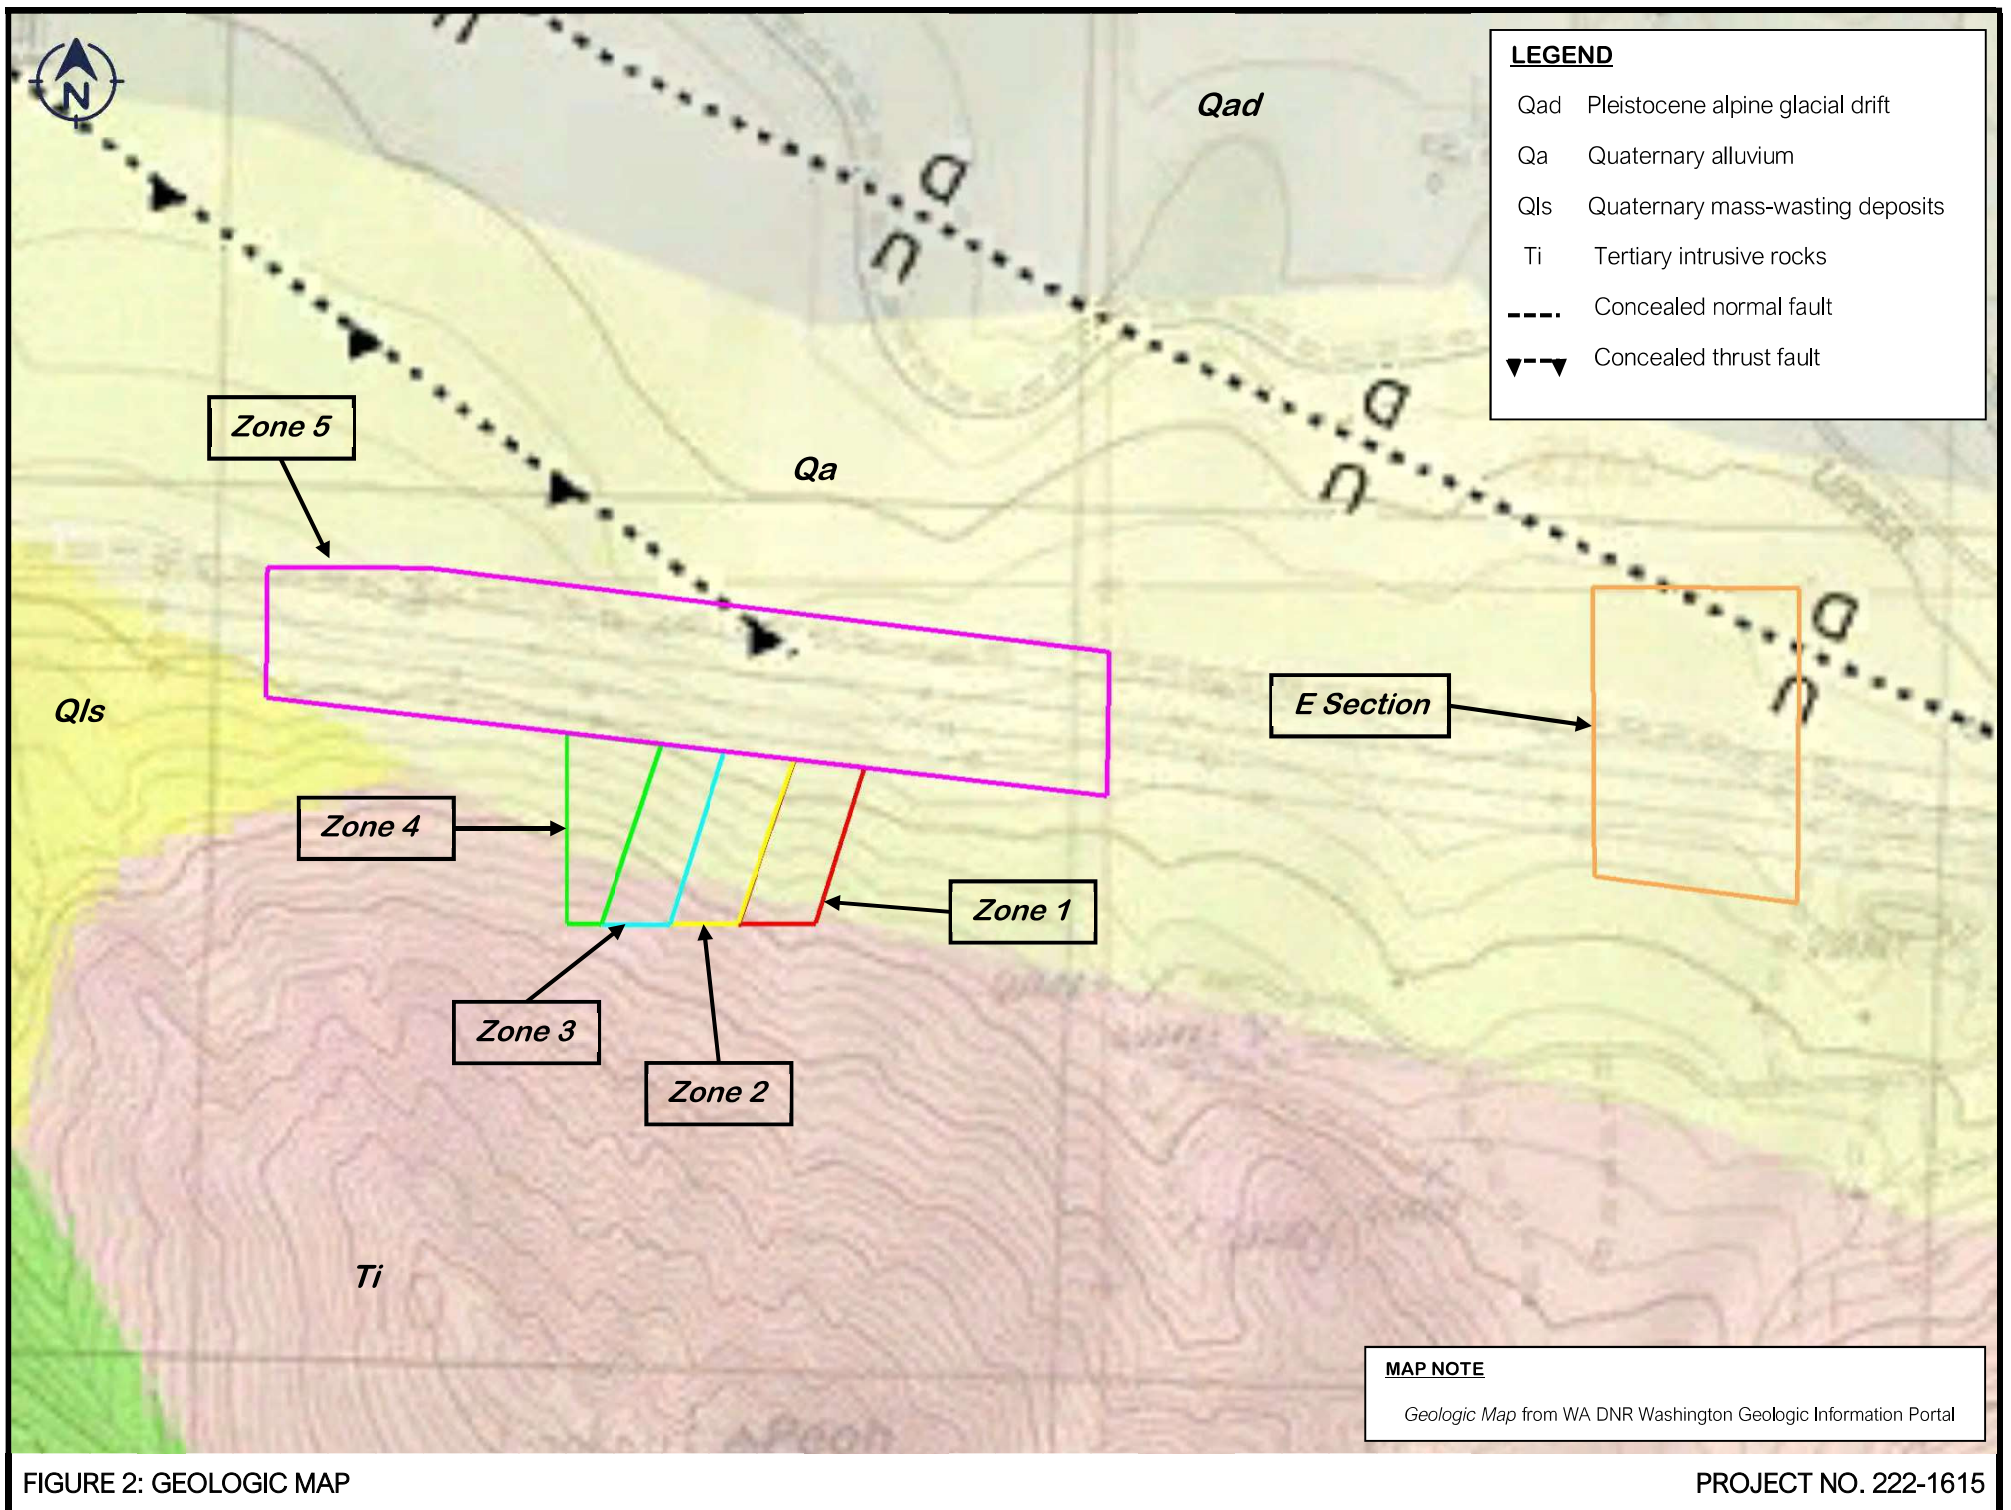 N
Qad
LEGEND
Qad Pleistocene alpine glacial drift
Qa Quaternary alluvium
Qls Quaternary mass-wasting deposits
Ti Tertiary intrusive rocks
Concealed normal fault
Concealed thrust fault
Zone 5
Qa
Qls
E Section
Zone 4
Zone 1
Zone 3
Zone 2
Ti
MAP NOTE
Geologic Map from WA DNR Washington Geologic Information Portal
FIGURE 2: GEOLOGIC MAP
PROJECT NO. 222-1615